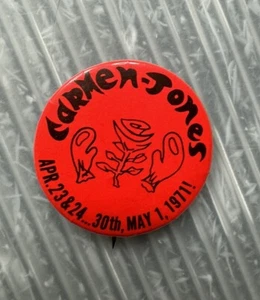 CARMEN-JONES
APR. 23 & 24... 30th, MAY 1, 1971!